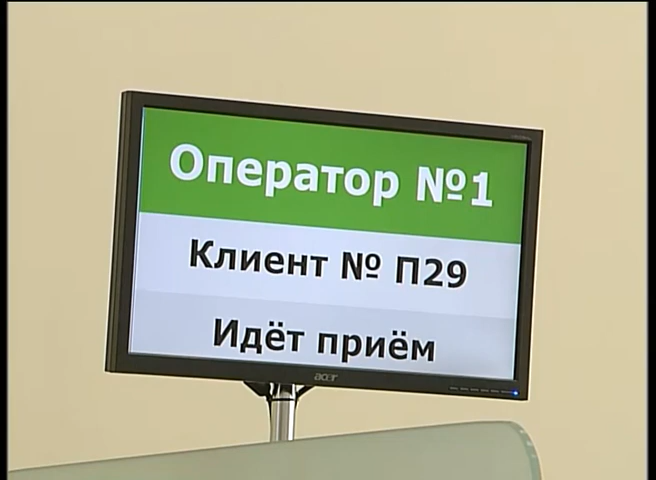 Оператор №1
Клиент № П29
Идёт приём
acer